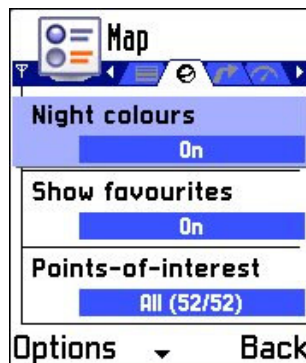 Map
Night colours
On
Show favourites
On
Points-of-interest
All (52/52)
Options
Back